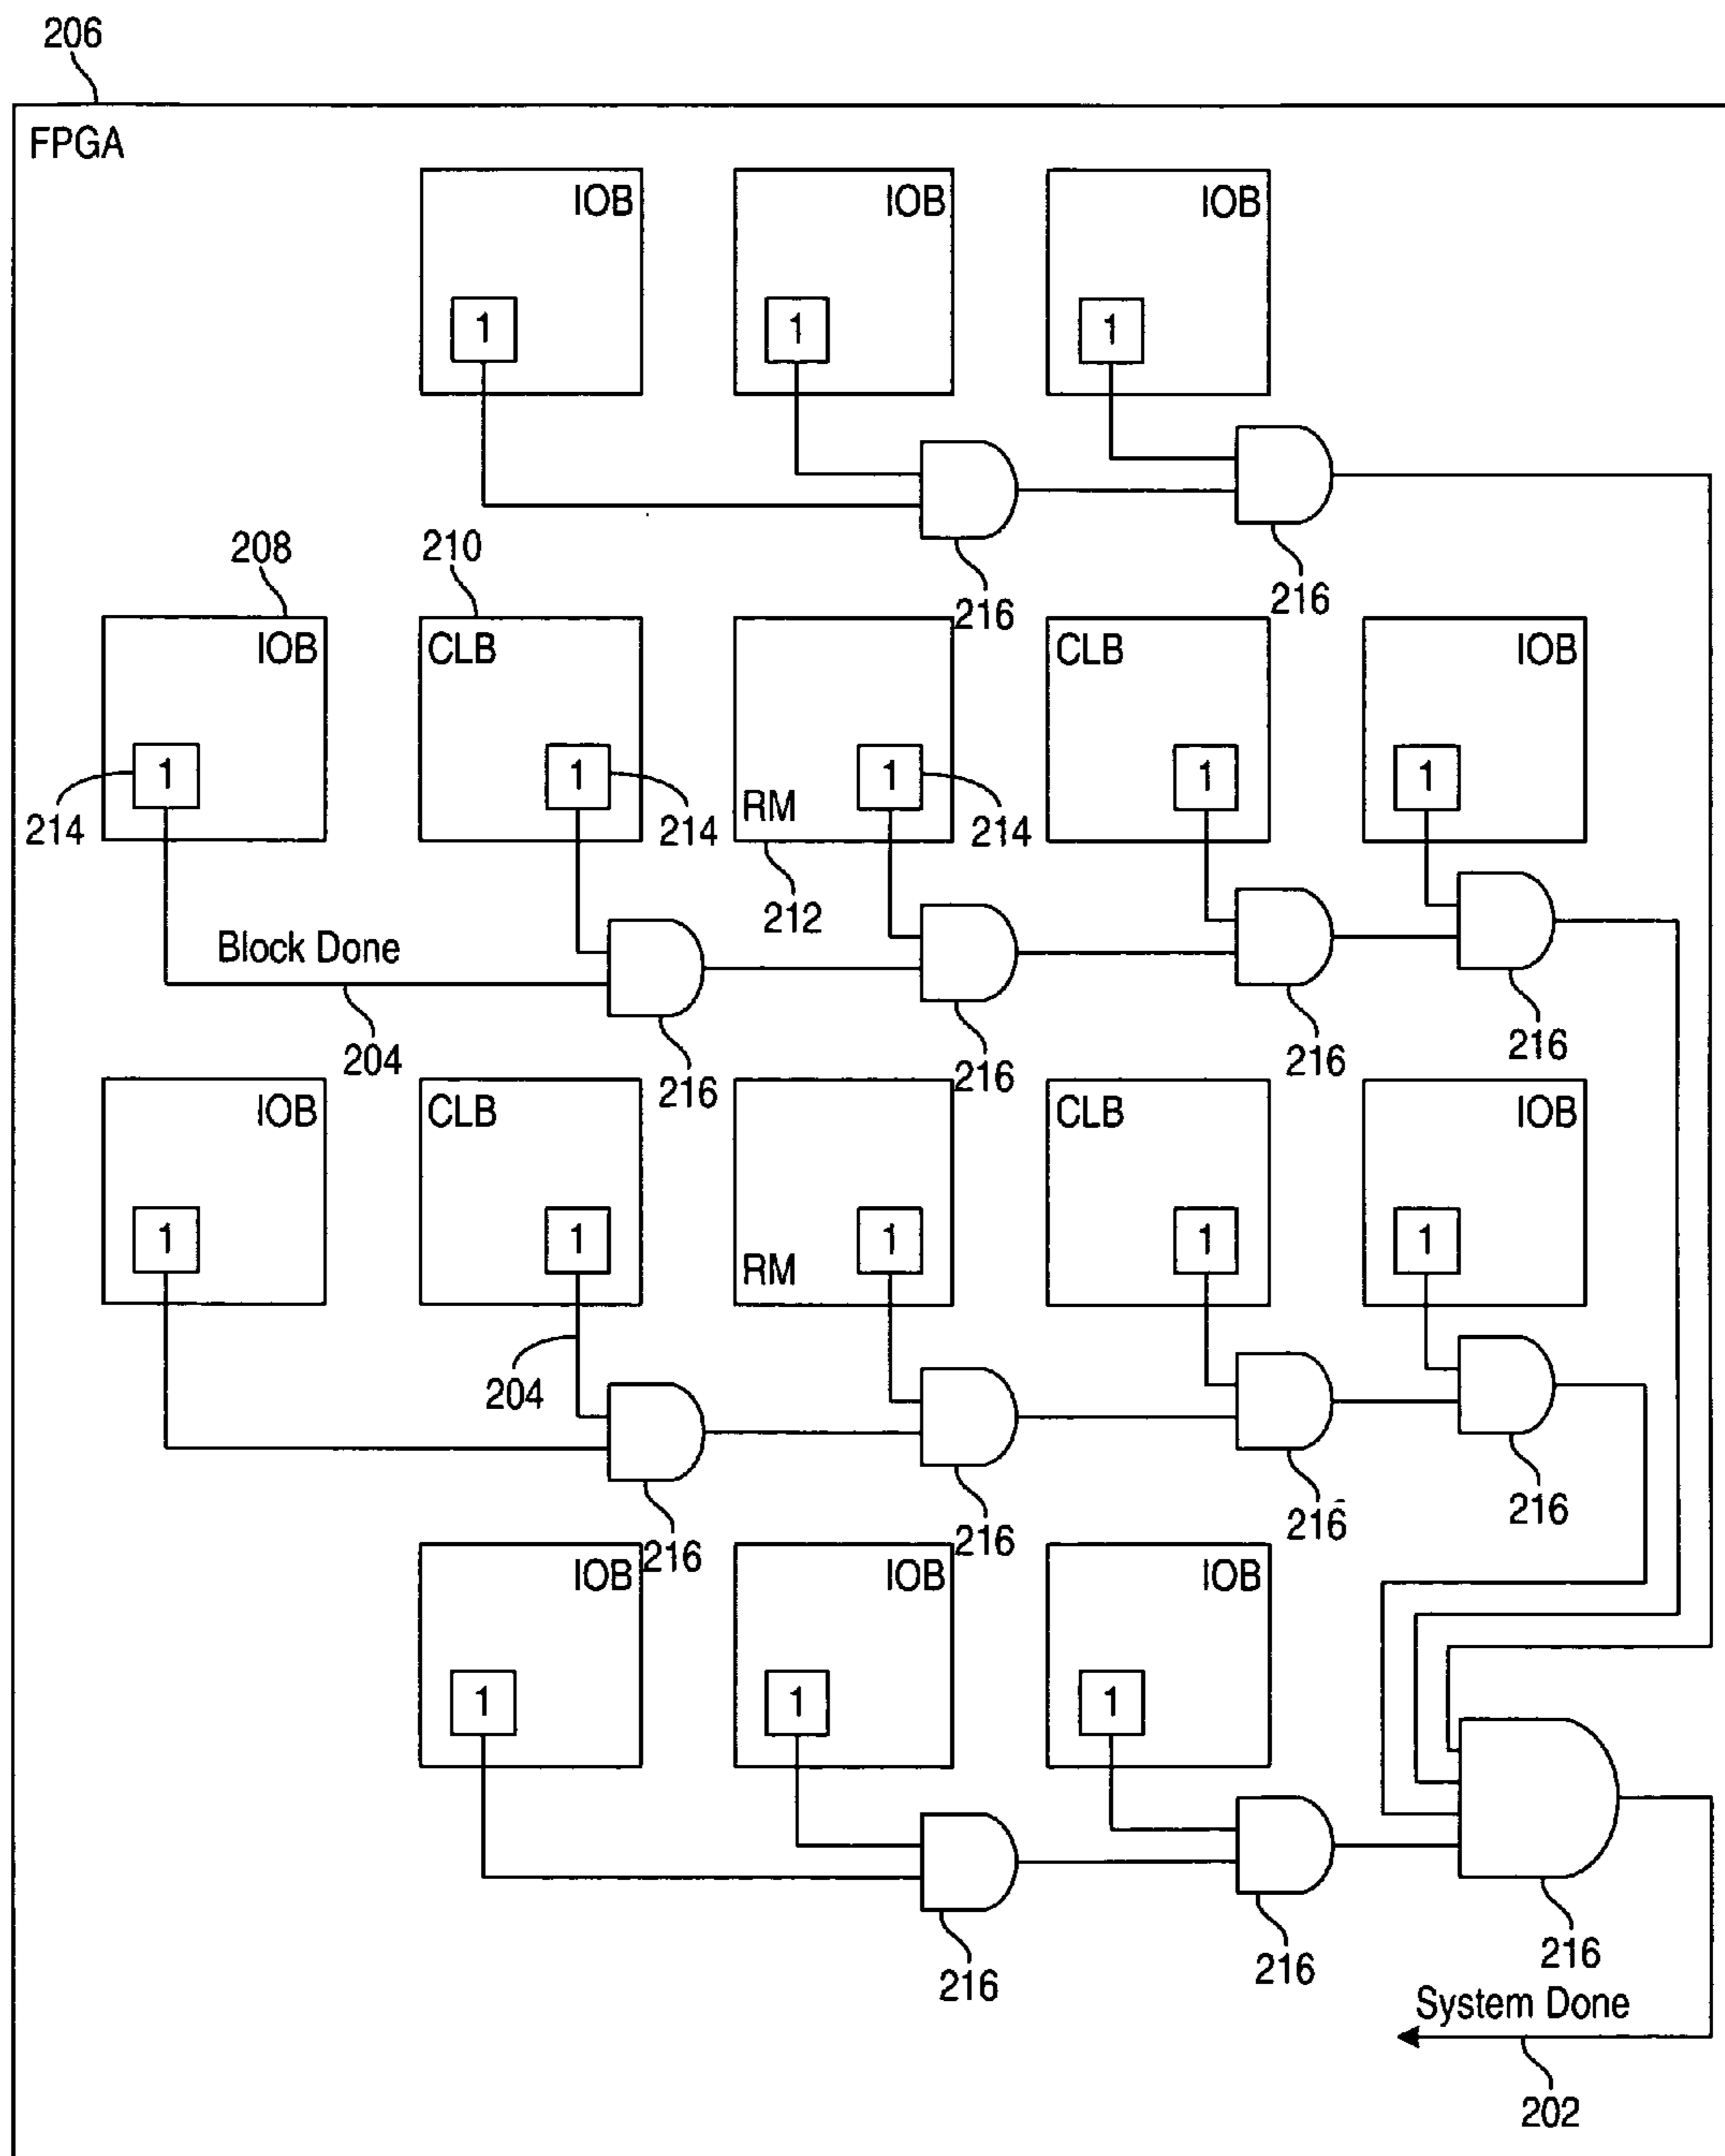 206
FPGA
IOB IOB IOB
1 1 1
216 216
208 210
IOB CLB CLB IOB
1 1 1 1 1
214 214 RM 214
212
Block Done
204 216 216 216 216
IOB CLB CLB IOB
1 1 1 1 1
RM
204
216 216 216 216
IOB IOB IOB
1 1 1
216 216 216
System Done
202